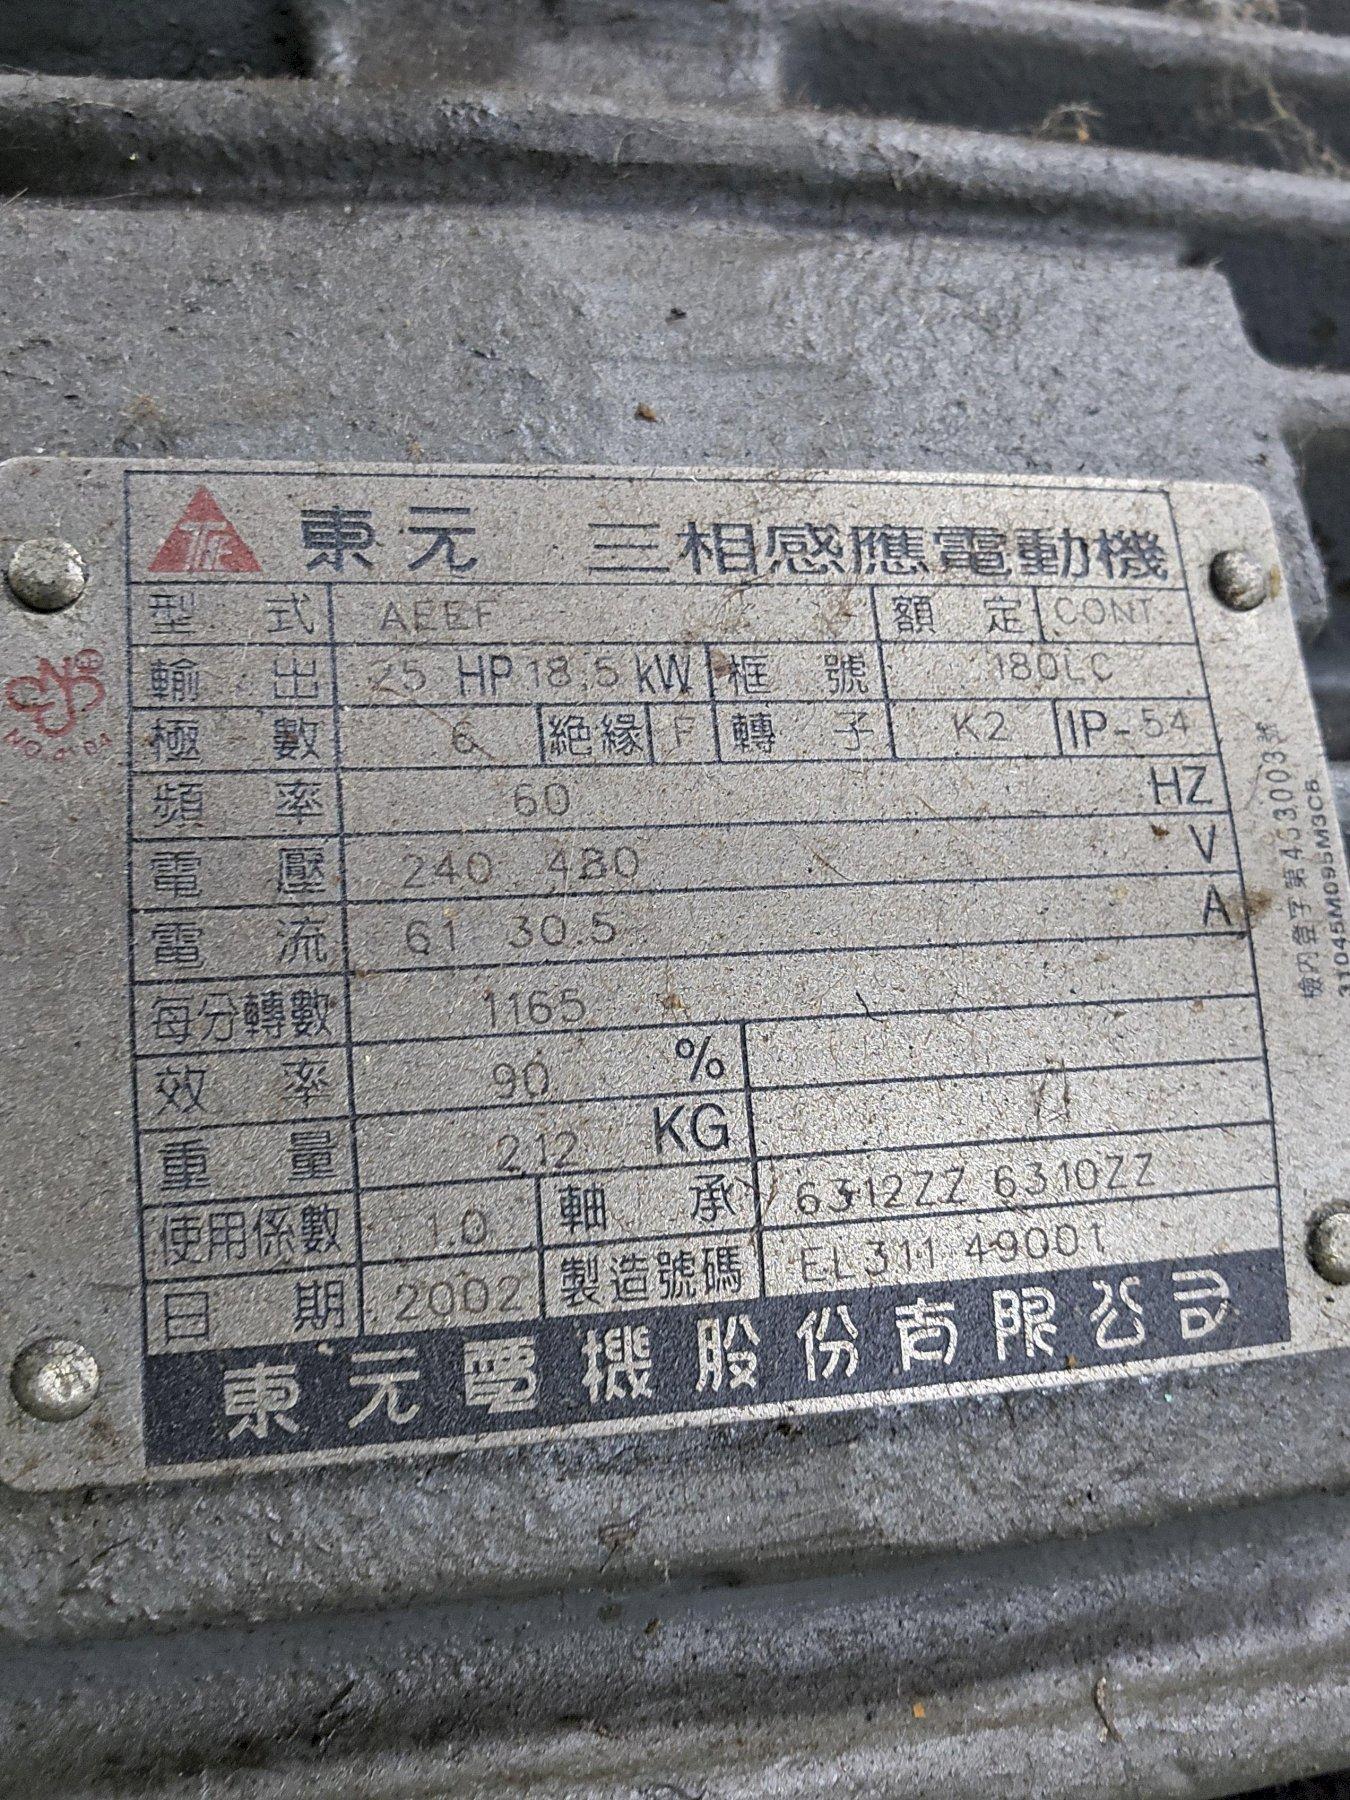 東元 三相感應電動機
型式 AEEF 額定 CONT
輸出 25 HP 18.5 KW 框號 180LC
極數 6 絕緣 F 轉子 K2 IP-54
頻率 60 HZ
電壓 240 480 V
電流 61 30.5 A
每分轉數 1165
效率 90 %
重量 212 KG
使用係數 1.0 軸承 6312ZZ 6310ZZ
日期 2002 製造號碼 EL311 49001
東元電機股份有限公司
31045M095M3C6